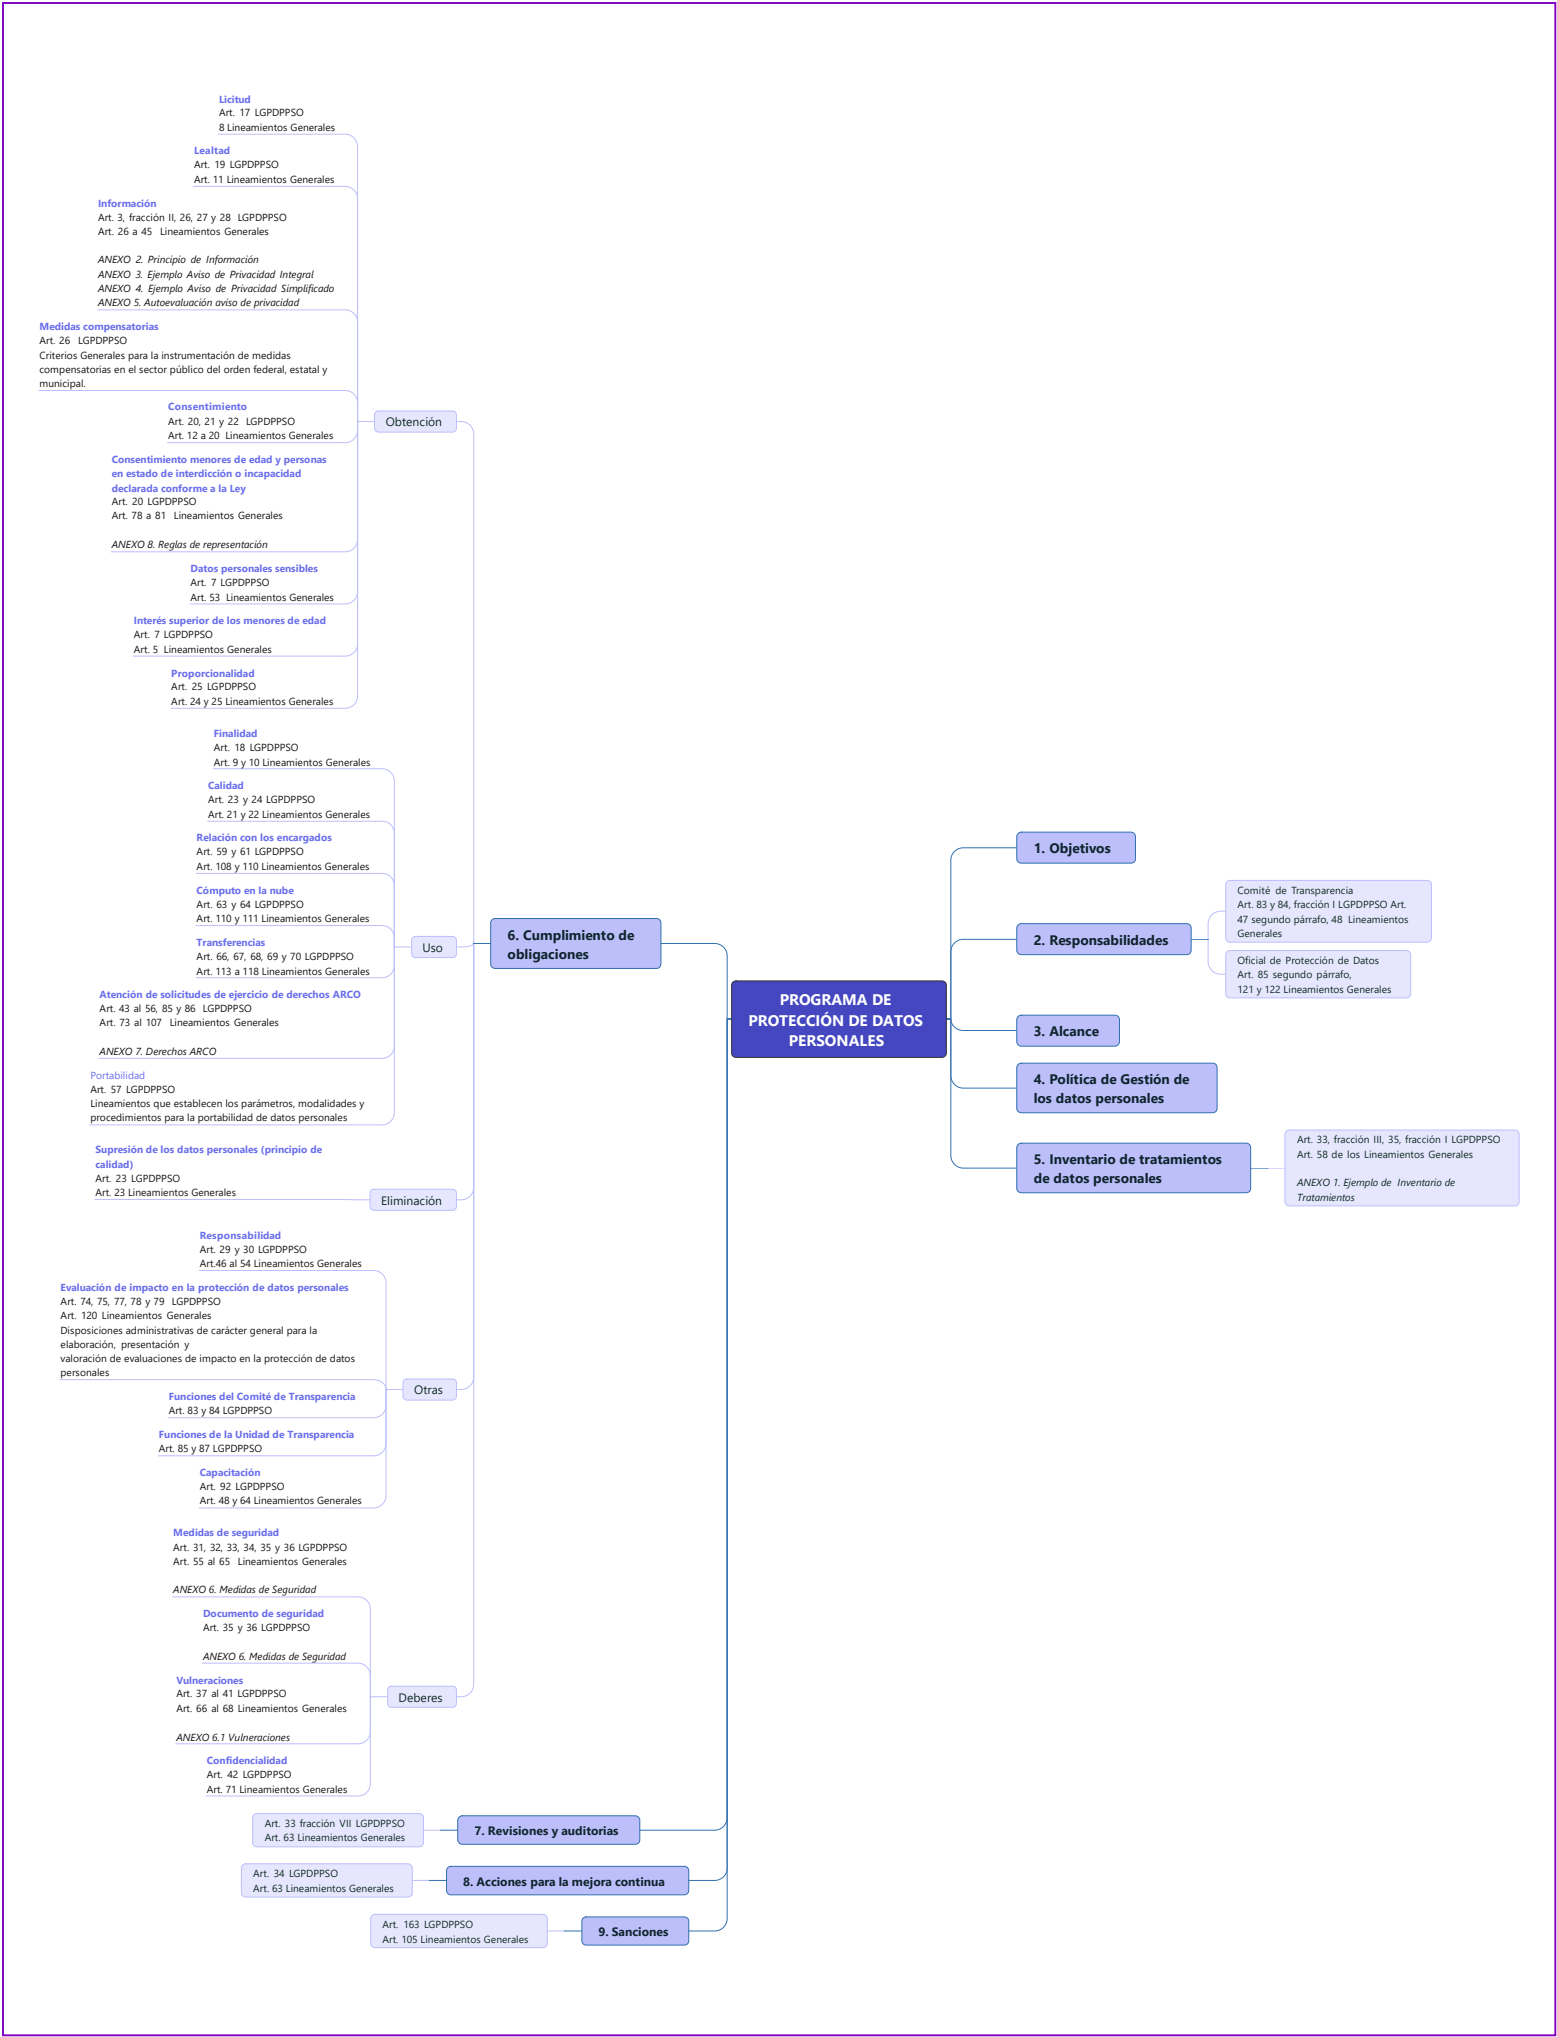 Licitud
Art. 17 LGPDPPSO
8 Lineamientos Generales
Lealtad
Art. 19 LGPDPPSO
Art. 11 Lineamientos Generales
Información
Art. 3, fracción II, 26, 27 y 28 LGPDPPSO
Art. 26 a 45 Lineamientos Generales
ANEXO 2. Principio de Información
ANEXO 3. Ejemplo Aviso de Privacidad Integral
ANEXO 4. Ejemplo Aviso de Privacidad Simplificado
ANEXO 5. Autoevaluación aviso de privacidad
Medidas compensatorias
Art. 26 LGPDPPSO
Criterios Generales para la instrumentación de medidas
compensatorias en el sector público del orden federal, estatal y
municipal.
Consentimiento
Art. 20, 21 y 22 LGPDPPSO
Art. 12 a 20 Lineamientos Generales
Consentimiento menores de edad y personas
en estado de interdicción o incapacidad
declarada conforme a la Ley
Art. 20 LGPDPPSO
Art. 78 a 81 Lineamientos Generales
ANEXO 8. Reglas de representación
Datos personales sensibles
Art. 7 LGPDPPSO
Art. 53 Lineamientos Generales
Interés superior de los menores de edad
Art. 7 LGPDPPSO
Art. 5 Lineamientos Generales
Proporcionalidad
Art. 25 LGPDPPSO
Art. 24 y 25 Lineamientos Generales
Obtención
Finalidad
Art. 18 LGPDPPSO
Art. 9 y 10 Lineamientos Generales
Calidad
Art. 23 y 24 LGPDPPSO
Art. 21 y 22 Lineamientos Generales
Relación con los encargados
Art. 59 y 61 LGPDPPSO
Art. 108 y 110 Lineamientos Generales
Cómputo en la nube
Art. 63 y 64 LGPDPPSO
Art. 110 y 111 Lineamientos Generales
Transferencias
Art. 66, 67, 68, 69 y 70 LGPDPPSO
Art. 113 a 118 Lineamientos Generales
Atención de solicitudes de ejercicio de derechos ARCO
Art. 43 al 56, 85 y 86 LGPDPPSO
Art. 73 al 107 Lineamientos Generales
ANEXO 7. Derechos ARCO
Portabilidad
Art. 57 LGPDPPSO
Lineamientos que establecen los parámetros, modalidades y
procedimientos para la portabilidad de datos personales
Uso
Supresión de los datos personales (principio de
calidad)
Art. 23 LGPDPPSO
Art. 23 Lineamientos Generales
Eliminación
Responsabilidad
Art. 29 y 30 LGPDPPSO
Art.46 al 54 Lineamientos Generales
Evaluación de impacto en la protección de datos personales
Art. 74, 75, 77, 78 y 79 LGPDPPSO
Art. 120 Lineamientos Generales
Disposiciones administrativas de carácter general para la
elaboración, presentación y
valoración de evaluaciones de impacto en la protección de datos
personales
Funciones del Comité de Transparencia
Art. 83 y 84 LGPDPPSO
Funciones de la Unidad de Transparencia
Art. 85 y 87 LGPDPPSO
Capacitación
Art. 92 LGPDPPSO
Art. 48 y 64 Lineamientos Generales
Otras
Medidas de seguridad
Art. 31, 32, 33, 34, 35 y 36 LGPDPPSO
Art. 55 al 65 Lineamientos Generales
ANEXO 6. Medidas de Seguridad
Documento de seguridad
Art. 35 y 36 LGPDPPSO
ANEXO 6. Medidas de Seguridad
Vulneraciones
Art. 37 al 41 LGPDPPSO
Art. 66 al 68 Lineamientos Generales
ANEXO 6.1 Vulneraciones
Confidencialidad
Art. 42 LGPDPPSO
Art. 71 Lineamientos Generales
Deberes
6. Cumplimiento de
obligaciones
Art. 33 fracción VII LGPDPPSO
Art. 63 Lineamientos Generales
7. Revisiones y auditorias
Art. 34 LGPDPPSO
Art. 63 Lineamientos Generales
8. Acciones para la mejora continua
Art. 163 LGPDPPSO
Art. 105 Lineamientos Generales
9. Sanciones
PROGRAMA DE
PROTECCIÓN DE DATOS
PERSONALES
1. Objetivos
2. Responsabilidades
Comité de Transparencia
Art. 83 y 84, fracción I LGPDPPSO Art.
47 segundo párrafo, 48 Lineamientos
Generales
Oficial de Protección de Datos
Art. 85 segundo párrafo,
121 y 122 Lineamientos Generales
3. Alcance
4. Política de Gestión de
los datos personales
5. Inventario de tratamientos
de datos personales
Art. 33, fracción III, 35, fracción I LGPDPPSO
Art. 58 de los Lineamientos Generales
ANEXO 1. Ejemplo de Inventario de
Tratamientos